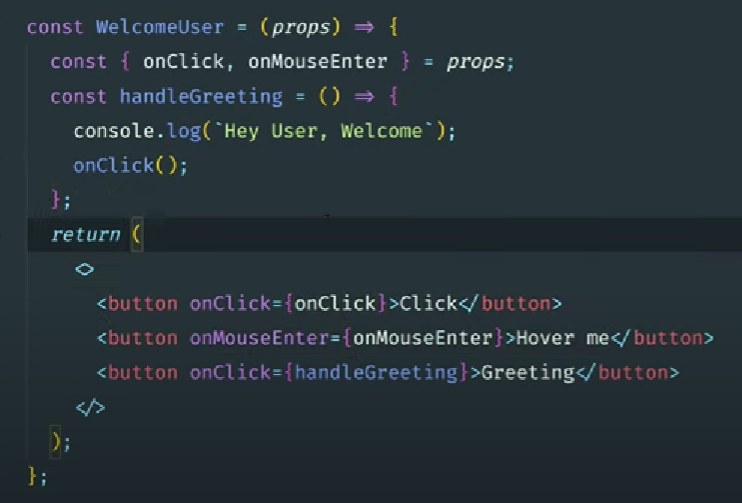 const WelcomeUser = (props) => {
  const { onClick, onMouseEnter } = props;
  const handleGreeting = () => {
    console.log(`Hey User, Welcome`);
    onClick();
  };
  return (
    <>
      <button onClick={onClick}>Click</button>
      <button onMouseEnter={onMouseEnter}>Hover me</button>
      <button onClick={handleGreeting}>Greeting</button>
    </>
  );
};